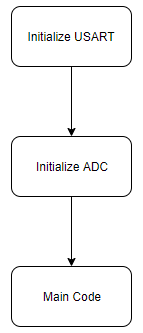 Initialize USART
Initialize ADC
Main Code